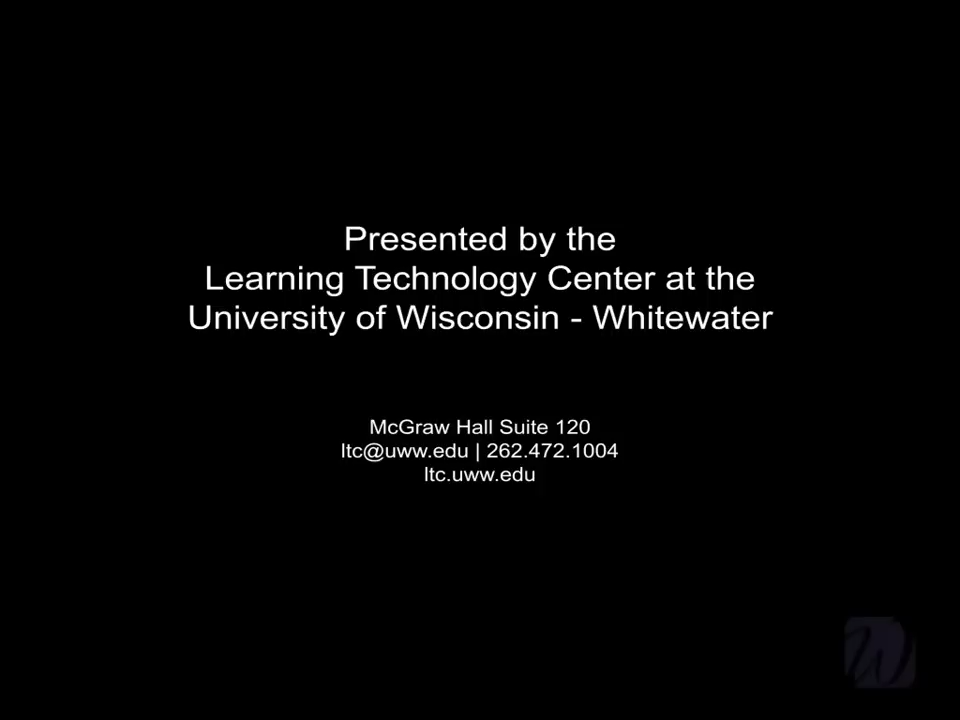 Presented by the
Learning Technology Center at the
University of Wisconsin - Whitewater
McGraw Hall Suite 120
ltc@uww.edu | 262.472.1004
ltc.uww.edu
W